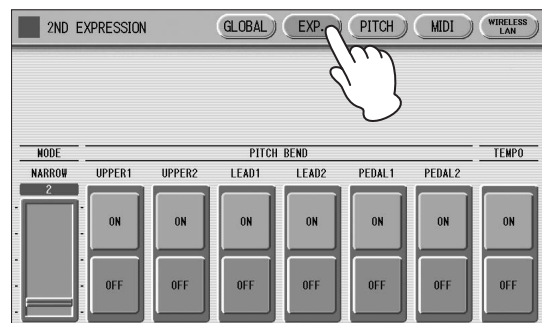 2ND EXPRESSION GLOBAL EXP. PITCH MIDI WIRELESS LAN
MODE PITCH BEND TEMPO
NARROW UPPER1 UPPER2 LEAD1 LEAD2 PEDAL1 PEDAL2
2
ON ON ON ON ON ON ON
OFF OFF OFF OFF OFF OFF OFF